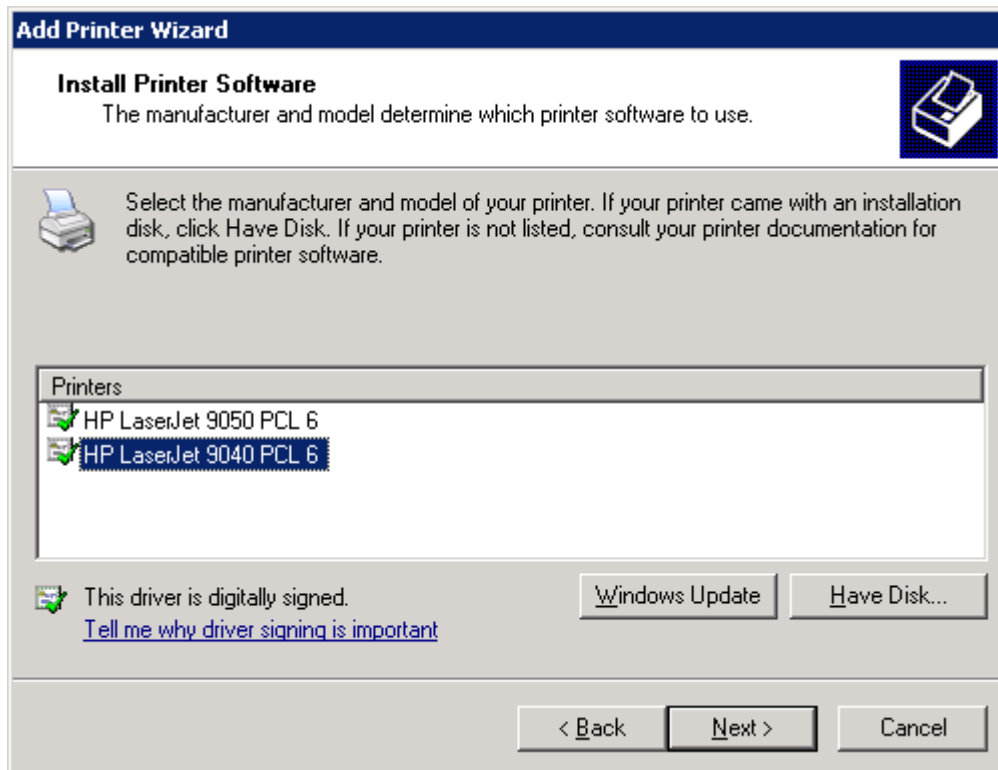 Add Printer Wizard
Install Printer Software
The manufacturer and model determine which printer software to use.
Select the manufacturer and model of your printer. If your printer came with an installation
disk, click Have Disk. If your printer is not listed, consult your printer documentation for
compatible printer software.
Printers
HP LaserJet 9050 PCL 6
HP LaserJet 9040 PCL 6
This driver is digitally signed.
Windows Update
Have Disk...
Tell me why driver signing is important
< Back
Next >
Cancel